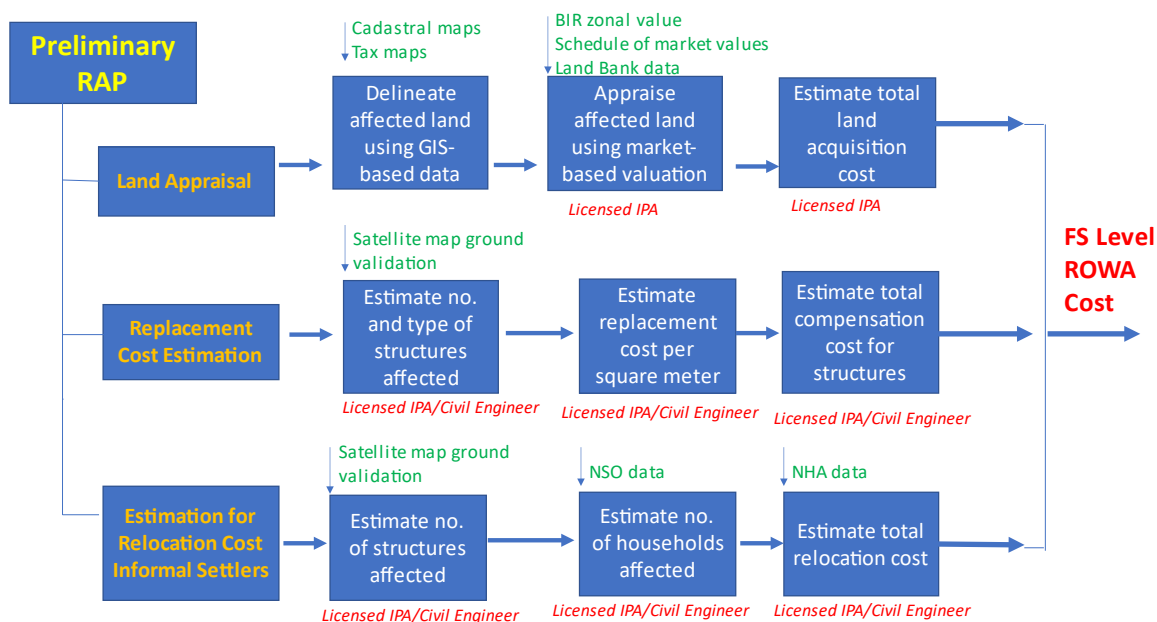 Preliminary
RAP
Cadastral maps
Tax maps
BIR zonal value
Schedule of market values
Land Bank data
Land Appraisal
Delineate
affected land
using GIS-
based data
Appraise
affected land
using market-
based valuation
Licensed IPA
Estimate total
land
acquisition
cost
Licensed IPA
Satellite map ground
validation
Replacement
Cost Estimation
Estimate no.
and type of
structures
affected
Licensed IPA/Civil Engineer
Estimate
replacement
cost per
square meter
Licensed IPA/Civil Engineer
Estimate total
compensation
cost for
structures
Licensed IPA/Civil Engineer
FS Level
ROWA
Cost
Satellite map ground
validation
NSO data
NHA data
Estimation for
Relocation Cost
Informal Settlers
Estimate no.
of structures
affected
Licensed IPA/Civil Engineer
Estimate no.
of households
affected
Licensed IPA/Civil Engineer
Estimate total
relocation cost
Licensed IPA/Civil Engineer